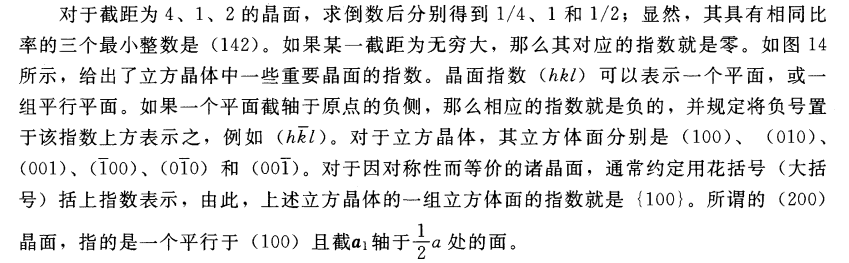 对于截距为 4、1、2 的晶面，求倒数后分别得到 1/4、1 和 1/2；显然，其具有相同比
率的三个最小整数是（142）。如果某一截距为无穷大，那么其对应的指数就是零。如图 14
所示，给出了立方晶体中一些重要晶面的指数。晶面指数（hkl）可以表示一个平面，或一
组平行平面。如果一个平面截轴于原点的负侧，那么相应的指数就是负的，并规定将负号置
于该指数上方表示之，例如（hk̅l）。对于立方晶体，其立方体面分别是（100）、（010）、
（001）、（1̅00）、（01̅0）和（001̅）。对于因对称性而等价的诸晶面，通常约定用花括号（大括
号）括上指数表示，由此，上述立方晶体的一组立方体面的指数就是｛100｝。所谓的（200）
晶面，指的是一个平行于（100）且截a₁轴于1/2 a 处的面。